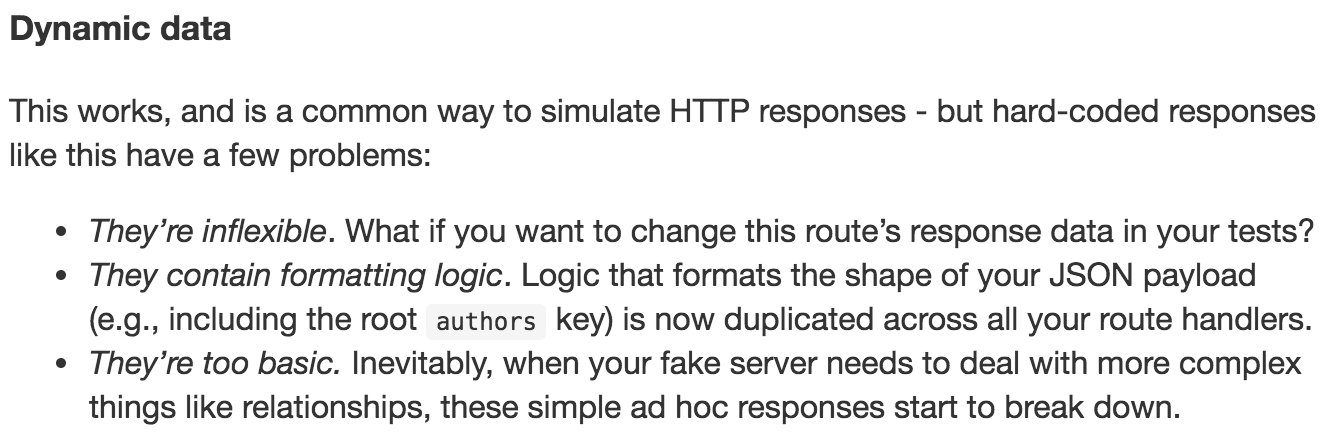 Dynamic data
This works, and is a common way to simulate HTTP responses - but hard-coded responses
like this have a few problems:
• They’re inflexible. What if you want to change this route’s response data in your tests?
• They contain formatting logic. Logic that formats the shape of your JSON payload
(e.g., including the root authors key) is now duplicated across all your route handlers.
• They’re too basic. Inevitably, when your fake server needs to deal with more complex
things like relationships, these simple ad hoc responses start to break down.